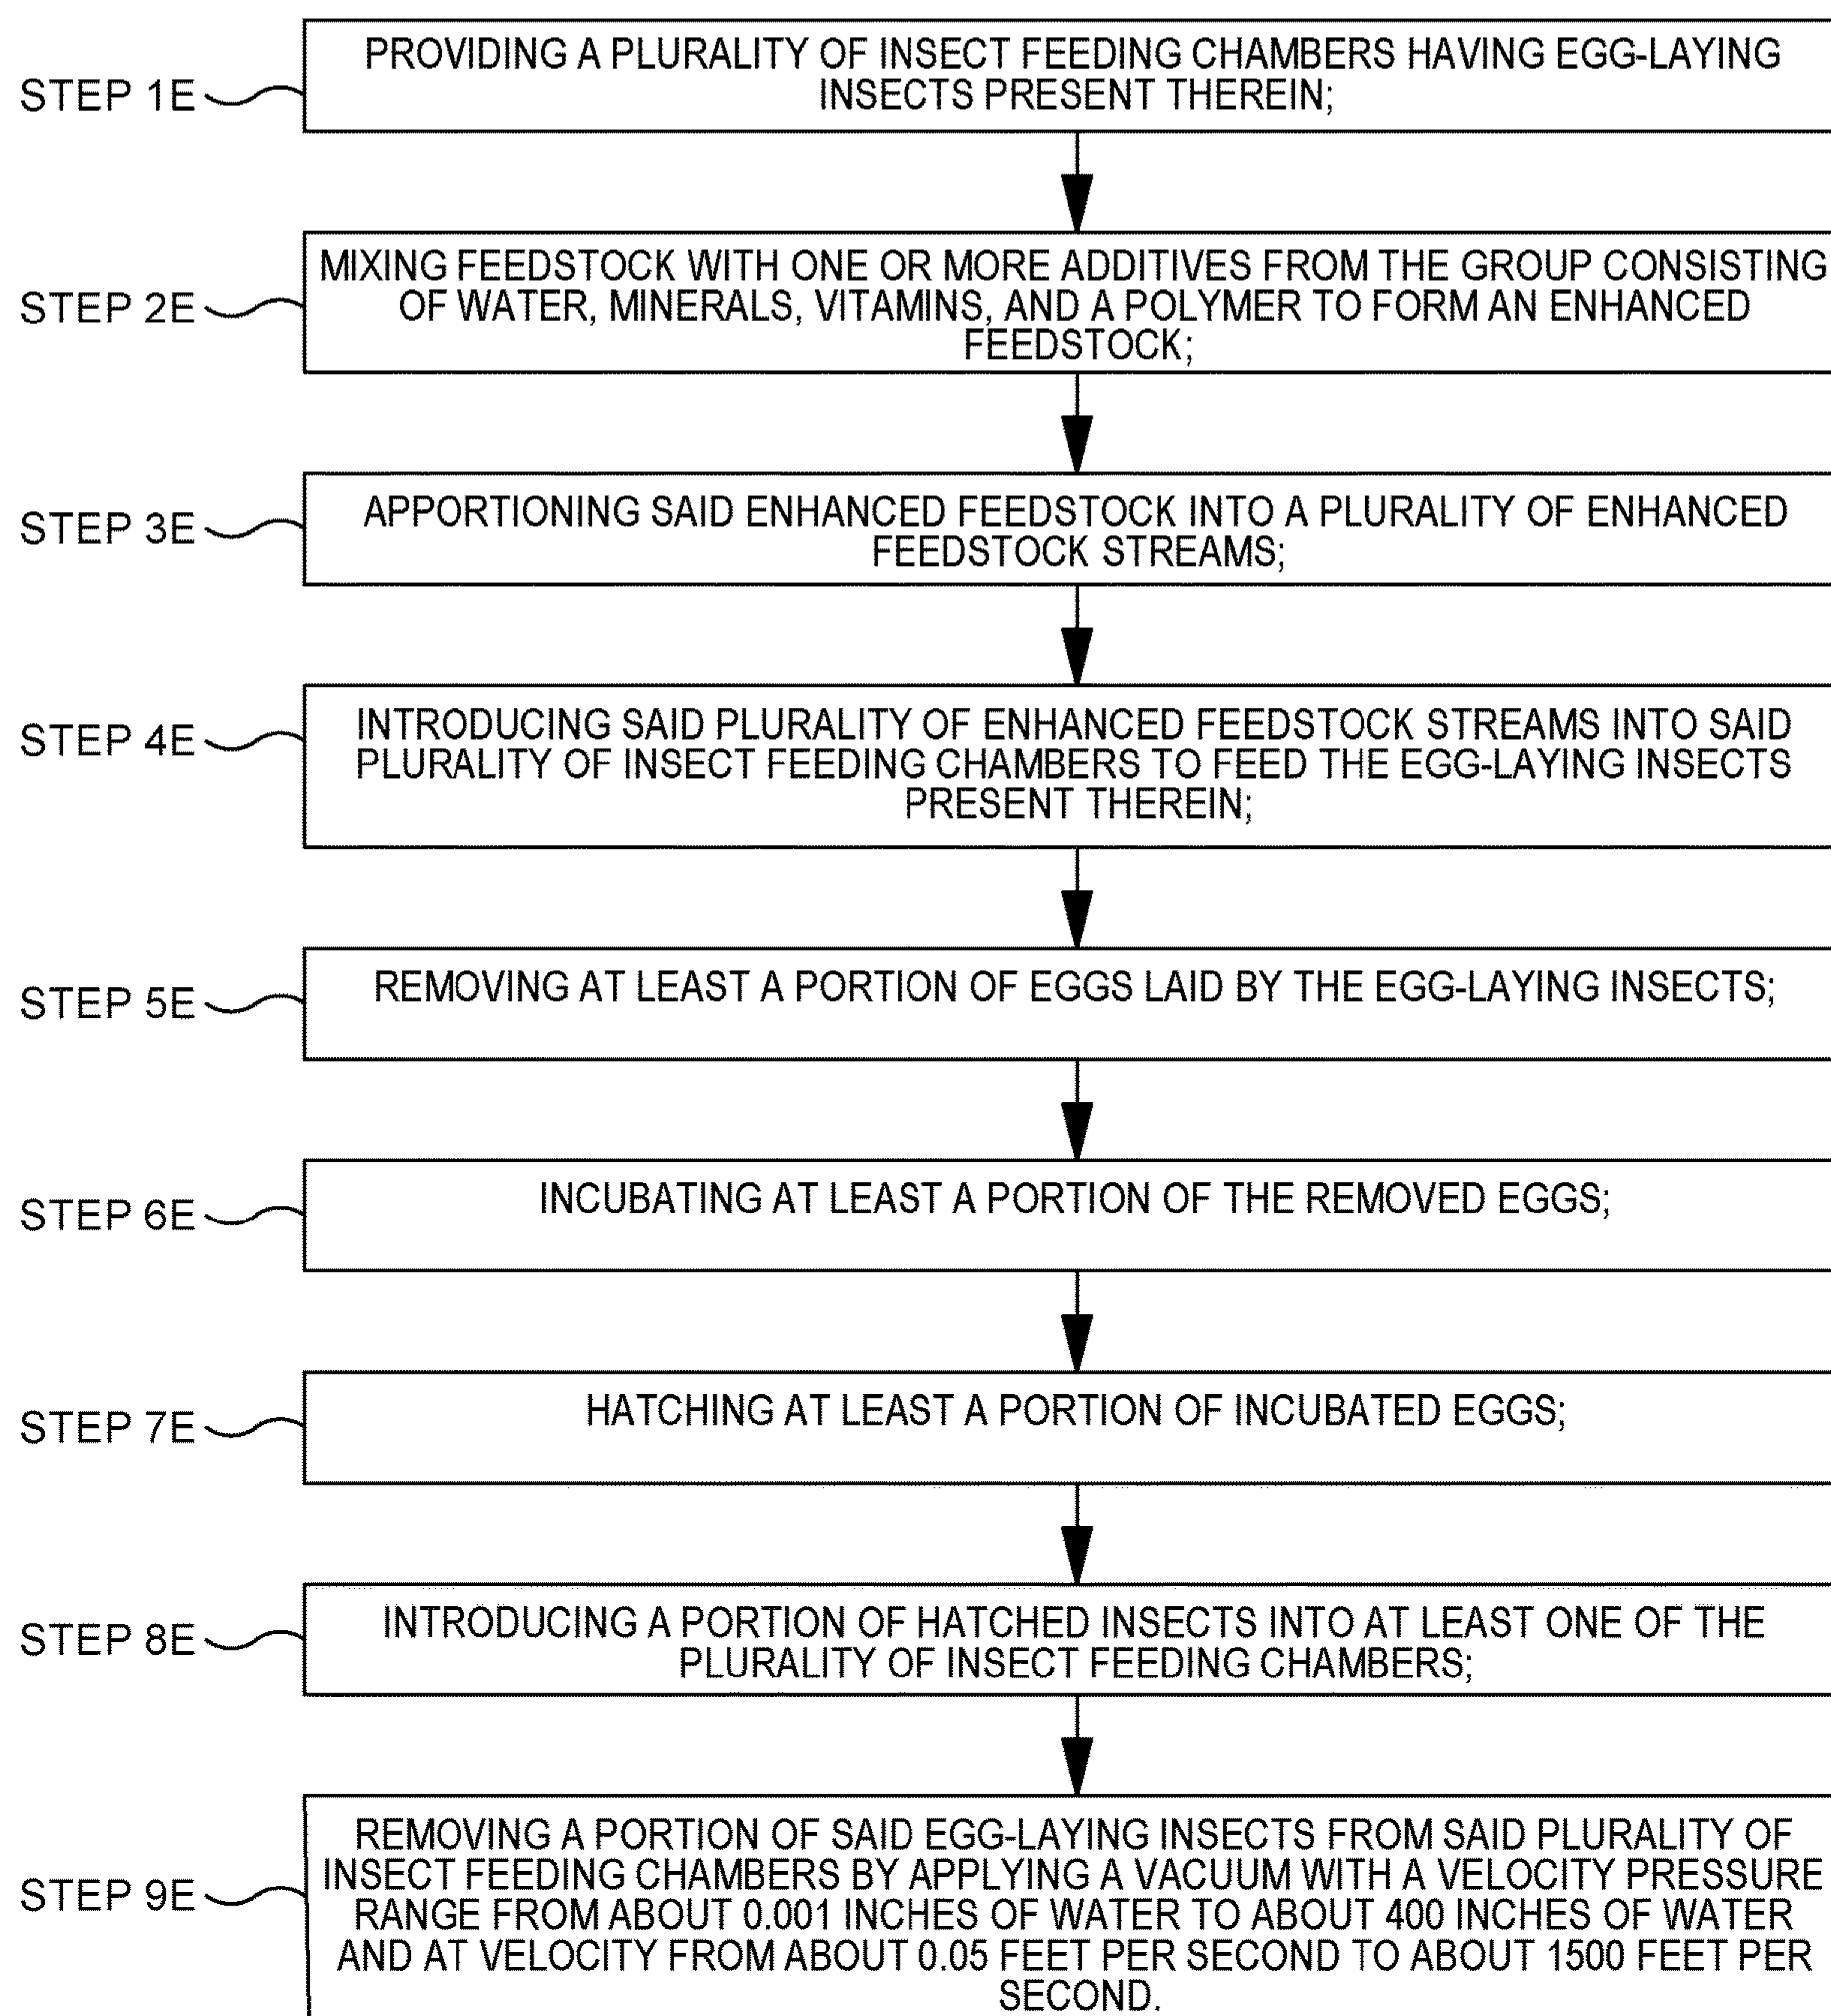 STEP 1E
PROVIDING A PLURALITY OF INSECT FEEDING CHAMBERS HAVING EGG-LAYING
INSECTS PRESENT THEREIN;
STEP 2E
MIXING FEEDSTOCK WITH ONE OR MORE ADDITIVES FROM THE GROUP CONSISTING
OF WATER, MINERALS, VITAMINS, AND A POLYMER TO FORM AN ENHANCED
FEEDSTOCK;
STEP 3E
APPORTIONING SAID ENHANCED FEEDSTOCK INTO A PLURALITY OF ENHANCED
FEEDSTOCK STREAMS;
STEP 4E
INTRODUCING SAID PLURALITY OF ENHANCED FEEDSTOCK STREAMS INTO SAID
PLURALITY OF INSECT FEEDING CHAMBERS TO FEED THE EGG-LAYING INSECTS
PRESENT THEREIN;
STEP 5E
REMOVING AT LEAST A PORTION OF EGGS LAID BY THE EGG-LAYING INSECTS;
STEP 6E
INCUBATING AT LEAST A PORTION OF THE REMOVED EGGS;
STEP 7E
HATCHING AT LEAST A PORTION OF INCUBATED EGGS;
STEP 8E
INTRODUCING A PORTION OF HATCHED INSECTS INTO AT LEAST ONE OF THE
PLURALITY OF INSECT FEEDING CHAMBERS;
STEP 9E
REMOVING A PORTION OF SAID EGG-LAYING INSECTS FROM SAID PLURALITY OF
INSECT FEEDING CHAMBERS BY APPLYING A VACUUM WITH A VELOCITY PRESSURE
RANGE FROM ABOUT 0.001 INCHES OF WATER TO ABOUT 400 INCHES OF WATER
AND AT VELOCITY FROM ABOUT 0.05 FEET PER SECOND TO ABOUT 1500 FEET PER
SECOND.